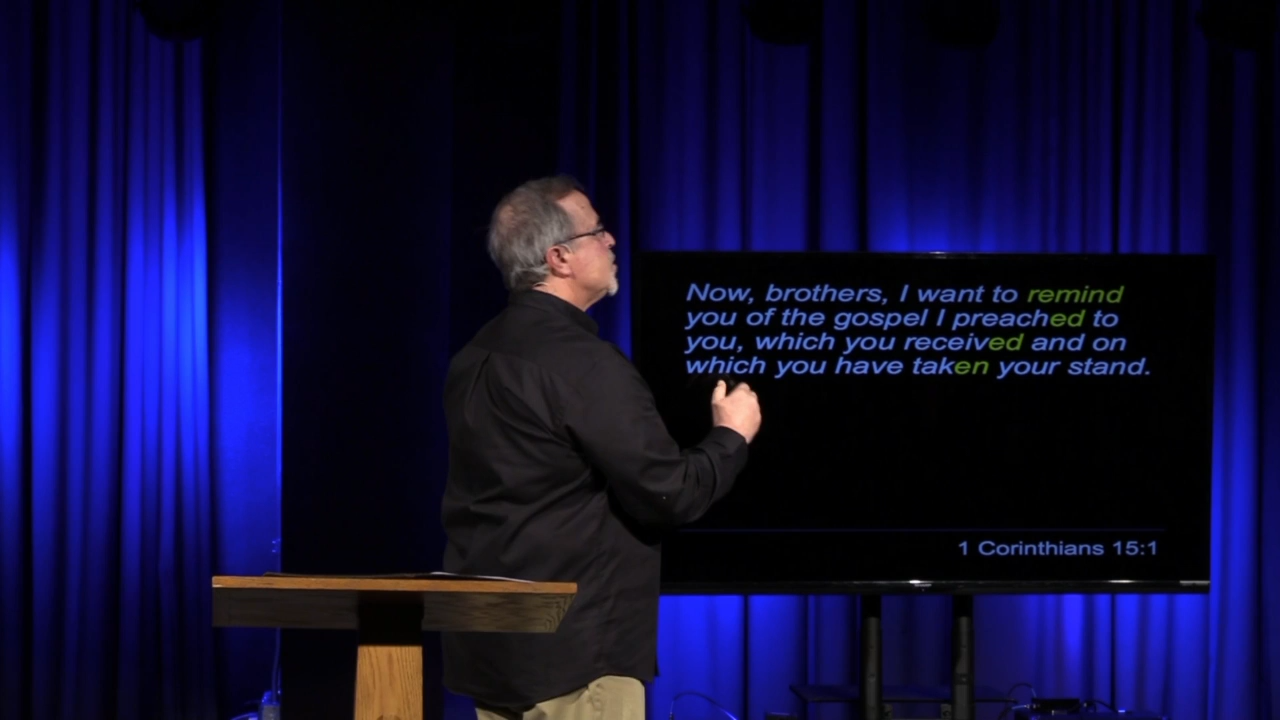 Now, brothers, I want to remind
you of the gospel I preached to
you, which you received and on
which you have taken your stand.
1 Corinthians 15:1